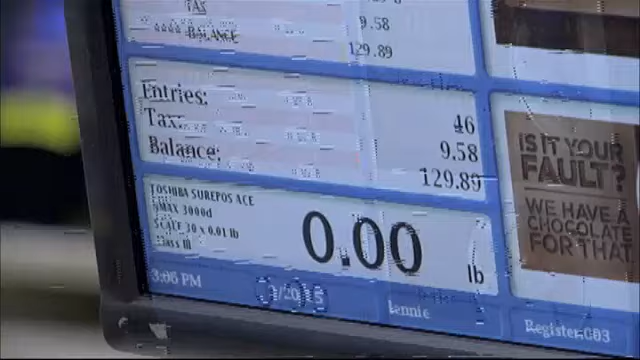 TAX 9.58
BALANCE 129.89
Entries: 46
Tax: 9.58
Balance: 129.89
TOSHIBA SUREPOS ACE
SCALE 30 x 0.01 lb
0.00 lb
3:06 PM
Register:C03
IS IT YOUR
FAULT?
WE HAVE A
CHOCOLATE
FOR THAT